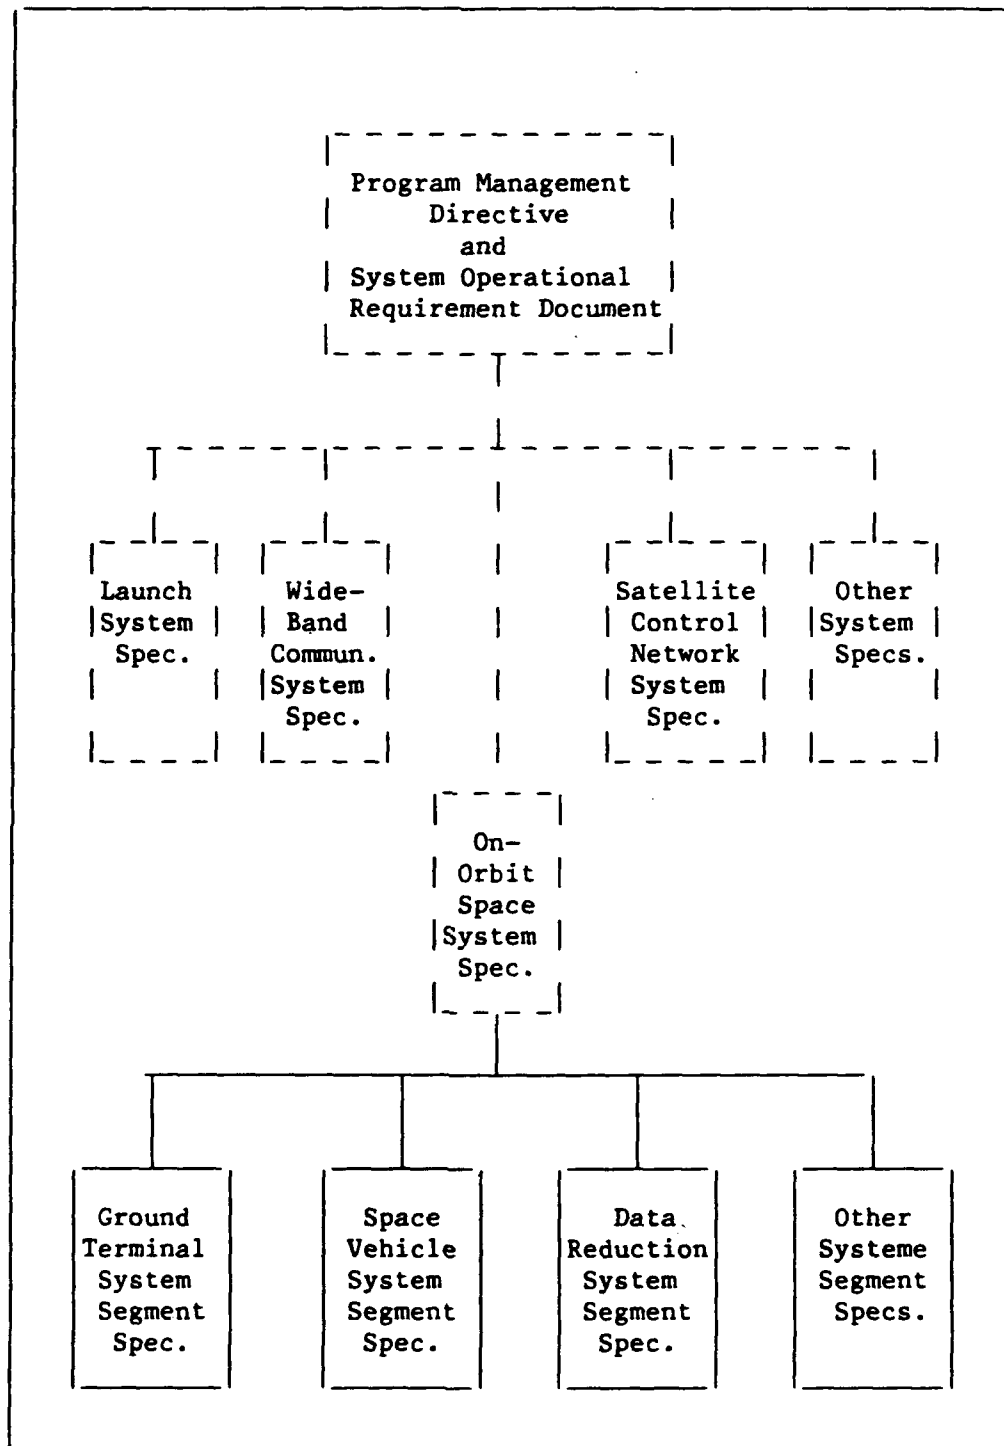 Program Management
Directive
and
System Operational
Requirement Document
Launch
System
Spec.
Wide-
Band
Commun.
System
Spec.
Satellite
Control
Network
System
Spec.
Other
System
Specs.
On-
Orbit
Space
System
Spec.
Ground
Terminal
System
Segment
Spec.
Space
Vehicle
System
Segment
Spec.
Data
Reduction
System
Segment
Spec.
Other
Systeme
Segment
Specs.